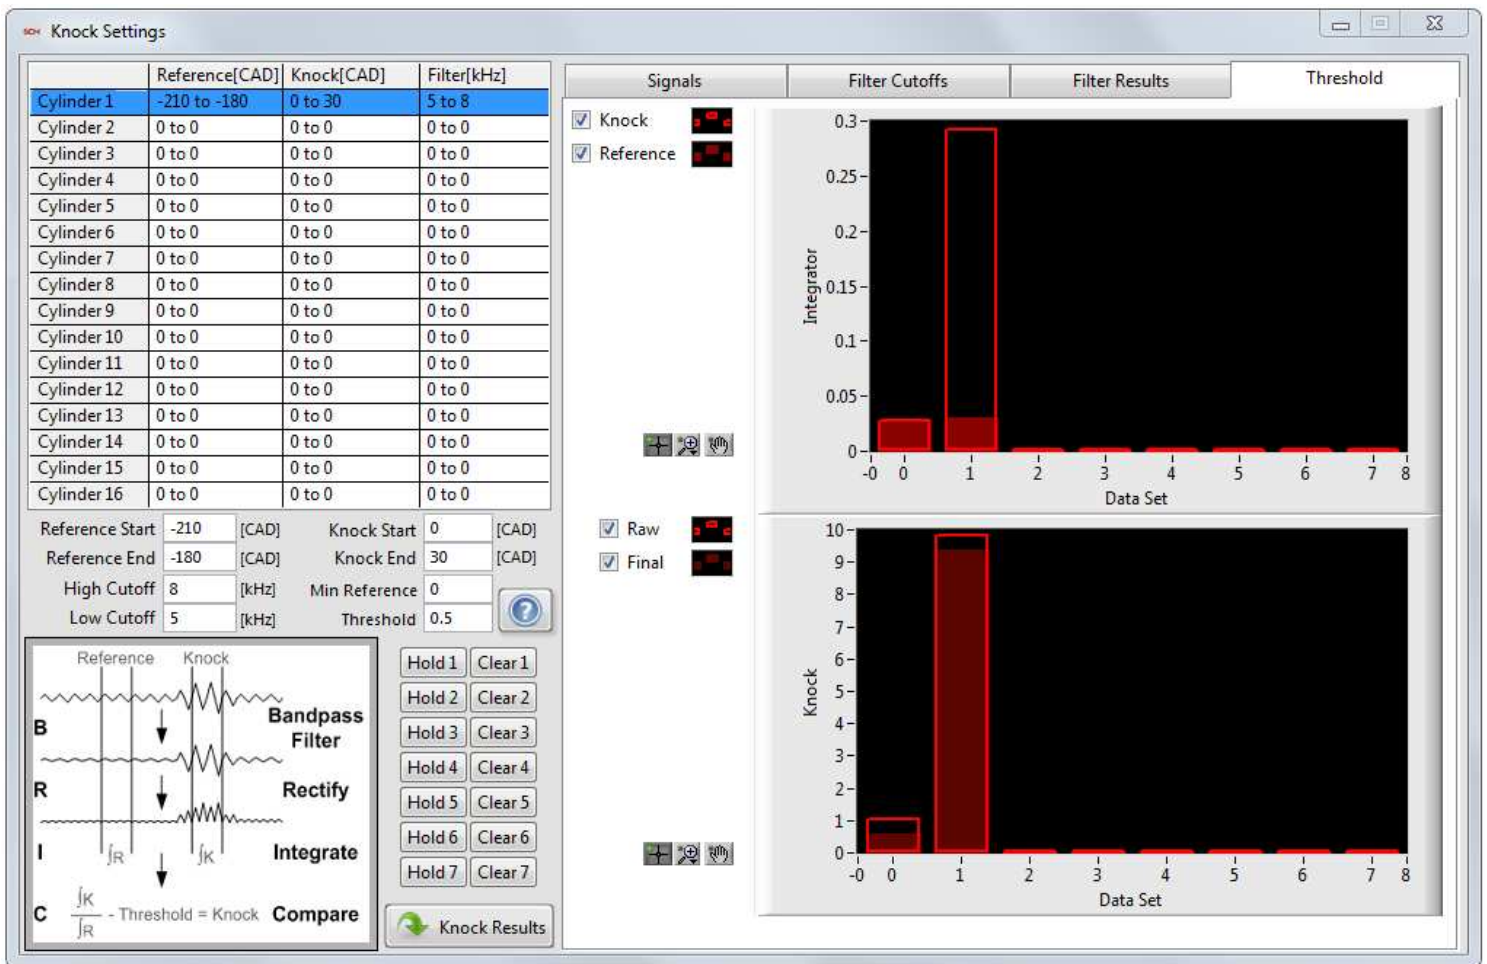 Knock Settings
Reference[CAD] Knock[CAD] Filter[kHz]
Cylinder 1 -210 to -180 0 to 30 5 to 8
Cylinder 2 0 to 0 0 to 0 0 to 0
Cylinder 3 0 to 0 0 to 0 0 to 0
Cylinder 4 0 to 0 0 to 0 0 to 0
Cylinder 5 0 to 0 0 to 0 0 to 0
Cylinder 6 0 to 0 0 to 0 0 to 0
Cylinder 7 0 to 0 0 to 0 0 to 0
Cylinder 8 0 to 0 0 to 0 0 to 0
Cylinder 9 0 to 0 0 to 0 0 to 0
Cylinder 10 0 to 0 0 to 0 0 to 0
Cylinder 11 0 to 0 0 to 0 0 to 0
Cylinder 12 0 to 0 0 to 0 0 to 0
Cylinder 13 0 to 0 0 to 0 0 to 0
Cylinder 14 0 to 0 0 to 0 0 to 0
Cylinder 15 0 to 0 0 to 0 0 to 0
Cylinder 16 0 to 0 0 to 0 0 to 0
Reference Start -210 [CAD] Knock Start 0 [CAD]
Reference End -180 [CAD] Knock End 30 [CAD]
High Cutoff 8 [kHz] Min Reference 0
Low Cutoff 5 [kHz] Threshold 0.5
?
Reference Knock
B Bandpass
Filter
R Rectify
I ∫R ∫K Integrate
C ∫K
∫R - Threshold = Knock Compare
Hold 1 Clear 1
Hold 2 Clear 2
Hold 3 Clear 3
Hold 4 Clear 4
Hold 5 Clear 5
Hold 6 Clear 6
Hold 7 Clear 7
Knock Results
Signals Filter Cutoffs Filter Results Threshold
Knock
Reference
0.3
0.25
0.2
0.15
0.1
0.05
0
Integrator
-0 0 1 2 3 4 5 6 7 8
Data Set
Raw
Final
10
9
8
7
6
5
4
3
2
1
0
Knock
-0 0 1 2 3 4 5 6 7 8
Data Set